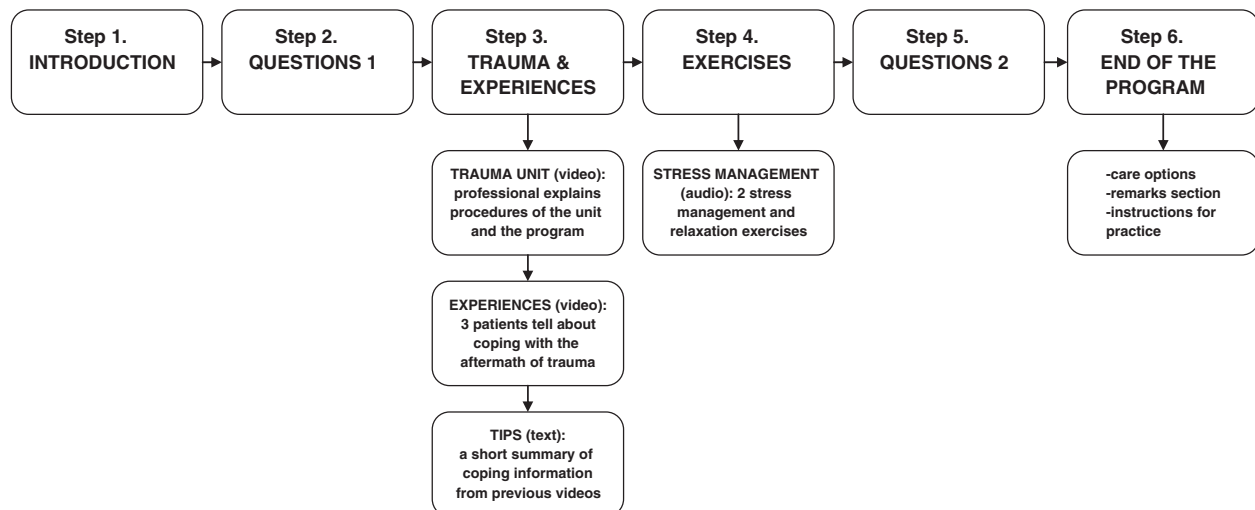 Step 1.
INTRODUCTION
Step 2.
QUESTIONS 1
Step 3.
TRAUMA &
EXPERIENCES
Step 4.
EXERCISES
Step 5.
QUESTIONS 2
Step 6.
END OF THE
PROGRAM
TRAUMA UNIT (video):
professional explains
procedures of the unit
and the program
EXPERIENCES (video):
3 patients tell about
coping with the
aftermath of trauma
TIPS (text):
a short summary of
coping information
from previous videos
STRESS MANAGEMENT
(audio): 2 stress
management and
relaxation exercises
-care options
-remarks section
-instructions for
practice